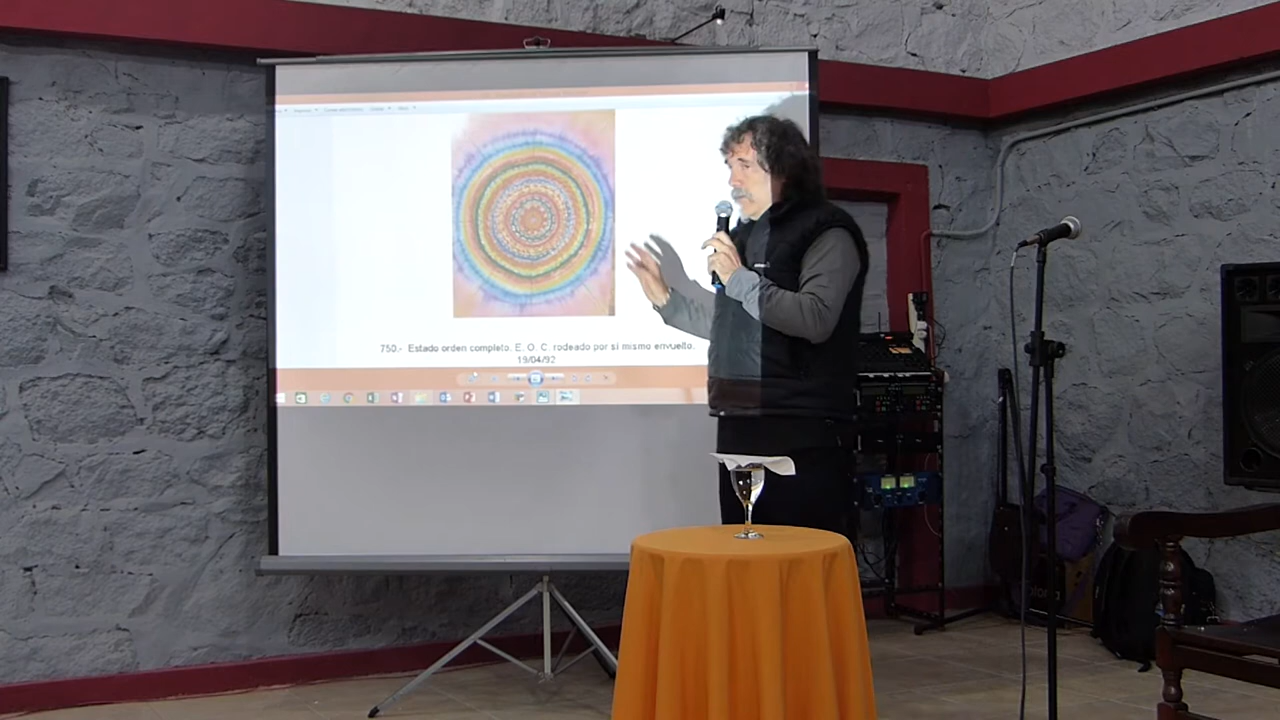 750.- Estado orden completo. E. O. C. rodeado por sí mismo envuelto.
19/04/92